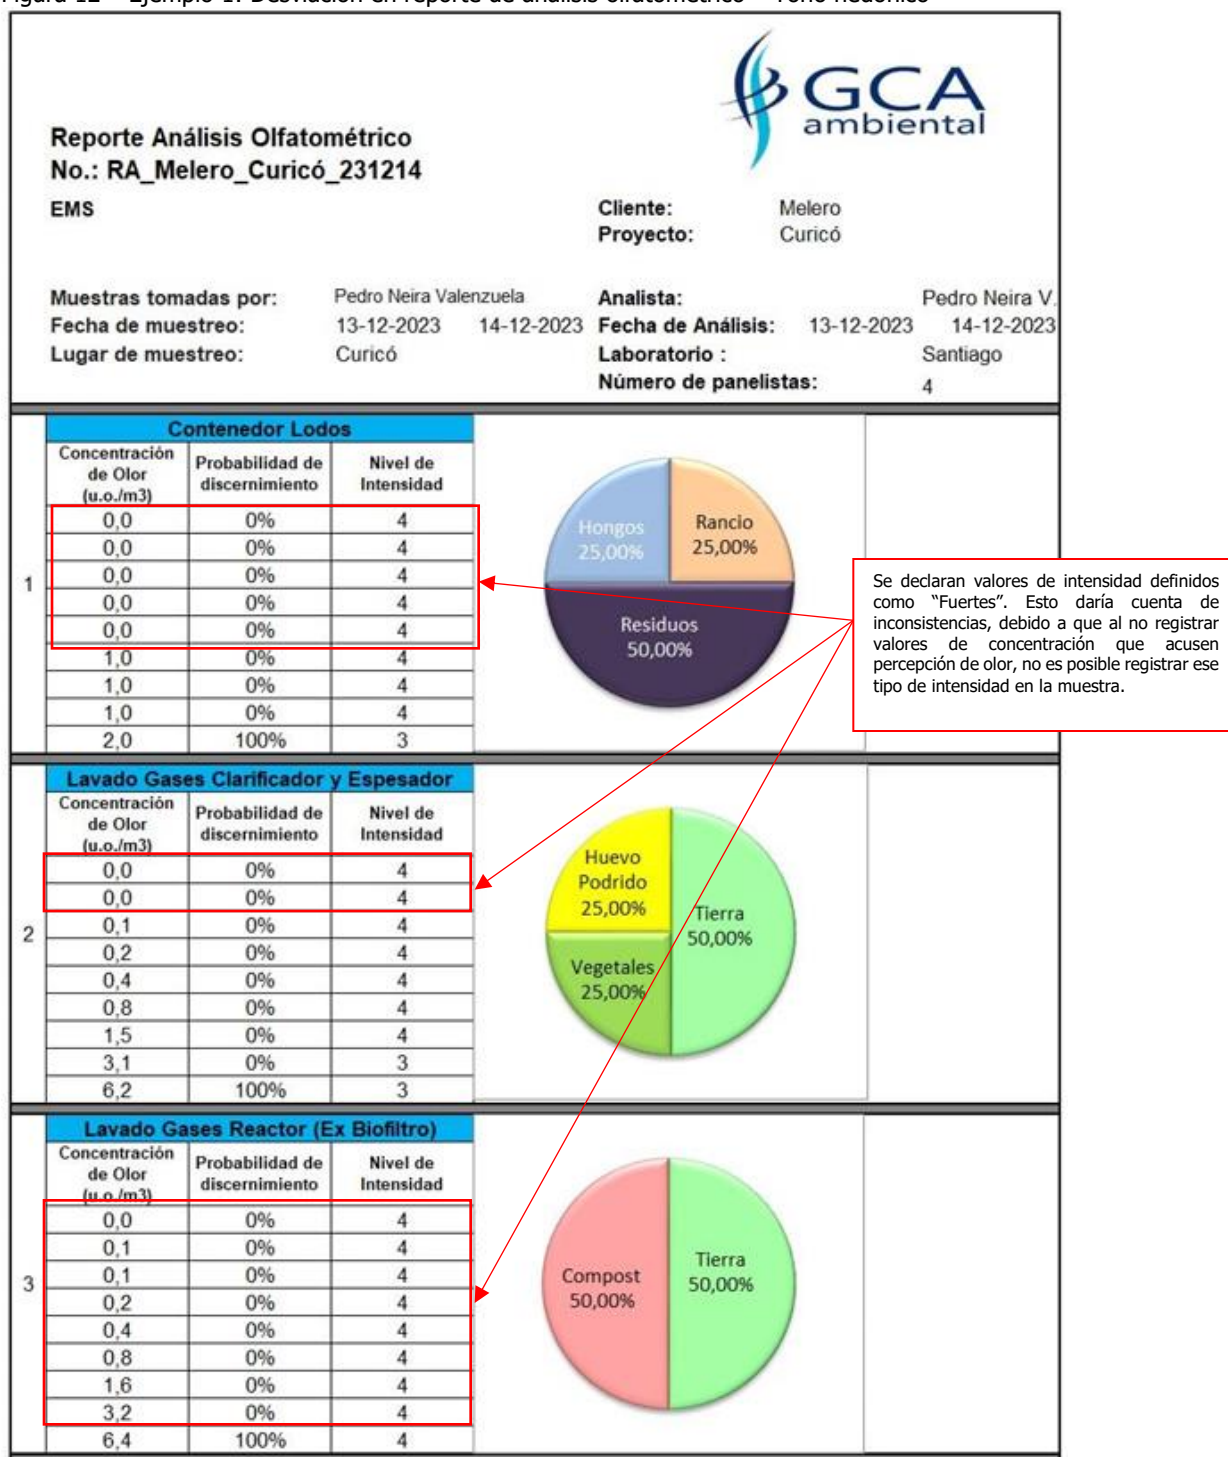 Figura 12 – Ejemplo 1: Desviación en reporte de análisis olfatométrico – Tono hedónico
GCA
ambiental
Reporte Análisis Olfatométrico
No.: RA_Melero_Curicó_231214
EMS
Cliente: Melero
Proyecto: Curicó
Muestras tomadas por: Pedro Neira Valenzuela Analista: Pedro Neira V.
Fecha de muestreo: 13-12-2023 14-12-2023 Fecha de Análisis: 13-12-2023 14-12-2023
Lugar de muestreo: Curicó Laboratorio : Santiago
Número de panelistas: 4
1
Contenedor Lodos
Concentración de Olor (u.o./m3) Probabilidad de discernimiento Nivel de Intensidad
0,0 0% 4
0,0 0% 4
0,0 0% 4
0,0 0% 4
0,0 0% 4
1,0 0% 4
1,0 0% 4
1,0 0% 4
2,0 100% 3
Hongos
25,00%
Rancio
25,00%
Residuos
50,00%
Se declaran valores de intensidad definidos
como “Fuertes”. Esto daría cuenta de
inconsistencias, debido a que al no registrar
valores de concentración que acusen
percepción de olor, no es posible registrar ese
tipo de intensidad en la muestra.
2
Lavado Gases Clarificador y Espesador
Concentración de Olor (u.o./m3) Probabilidad de discernimiento Nivel de Intensidad
0,0 0% 4
0,0 0% 4
0,1 0% 4
0,2 0% 4
0,4 0% 4
0,8 0% 4
1,5 0% 4
3,1 0% 3
6,2 100% 3
Huevo
Podrido
25,00%
Tierra
50,00%
Vegetales
25,00%
3
Lavado Gases Reactor (Ex Biofiltro)
Concentración de Olor (u.o./m3) Probabilidad de discernimiento Nivel de Intensidad
0,0 0% 4
0,1 0% 4
0,1 0% 4
0,2 0% 4
0,4 0% 4
0,8 0% 4
1,6 0% 4
3,2 0% 4
6,4 100% 4
Compost
50,00%
Tierra
50,00%